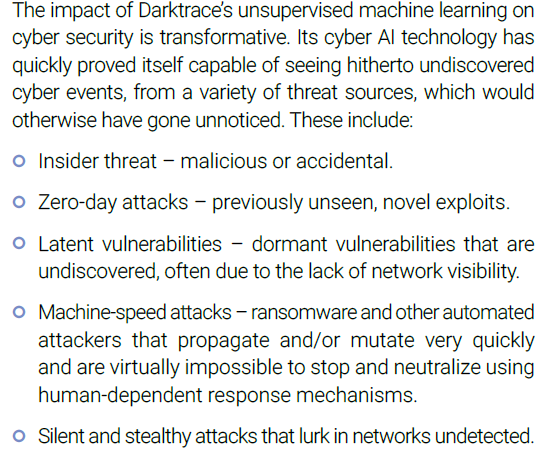 The impact of Darktrace's unsupervised machine learning on
cyber security is transformative. Its cyber AI technology has
quickly proved itself capable of seeing hitherto undiscovered
cyber events, from a variety of threat sources, which would
otherwise have gone unnoticed. These include:
Insider threat – malicious or accidental.
Zero-day attacks – previously unseen, novel exploits.
Latent vulnerabilities – dormant vulnerabilities that are
undiscovered, often due to the lack of network visibility.
Machine-speed attacks – ransomware and other automated
attackers that propagate and/or mutate very quickly
and are virtually impossible to stop and neutralize using
human-dependent response mechanisms.
Silent and stealthy attacks that lurk in networks undetected.